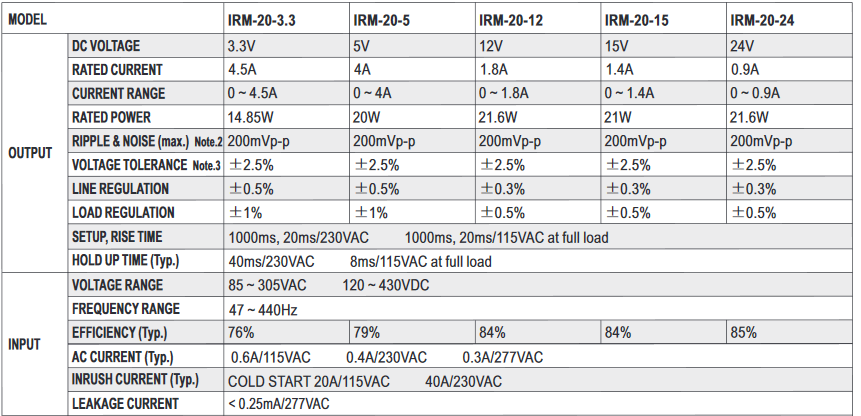 MODEL IRM-20-3.3 IRM-20-5 IRM-20-12 IRM-20-15 IRM-20-24
OUTPUT
DC VOLTAGE 3.3V 5V 12V 15V 24V
RATED CURRENT 4.5A 4A 1.8A 1.4A 0.9A
CURRENT RANGE 0 ~ 4.5A 0 ~ 4A 0 ~ 1.8A 0 ~ 1.4A 0 ~ 0.9A
RATED POWER 14.85W 20W 21.6W 21W 21.6W
RIPPLE & NOISE (max.) Note.2 200mVp-p 200mVp-p 200mVp-p 200mVp-p 200mVp-p
VOLTAGE TOLERANCE Note.3 ±2.5% ±2.5% ±2.5% ±2.5% ±2.5%
LINE REGULATION ±0.5% ±0.5% ±0.3% ±0.3% ±0.3%
LOAD REGULATION ±1% ±1% ±0.5% ±0.5% ±0.5%
SETUP, RISE TIME 1000ms, 20ms/230VAC 1000ms, 20ms/115VAC at full load
HOLD UP TIME (Typ.) 40ms/230VAC 8ms/115VAC at full load
INPUT
VOLTAGE RANGE 85 ~ 305VAC 120 ~ 430VDC
FREQUENCY RANGE 47 ~ 440Hz
EFFICIENCY (Typ.) 76% 79% 84% 84% 85%
AC CURRENT (Typ.) 0.6A/115VAC 0.4A/230VAC 0.3A/277VAC
INRUSH CURRENT (Typ.) COLD START 20A/115VAC 40A/230VAC
LEAKAGE CURRENT < 0.25mA/277VAC